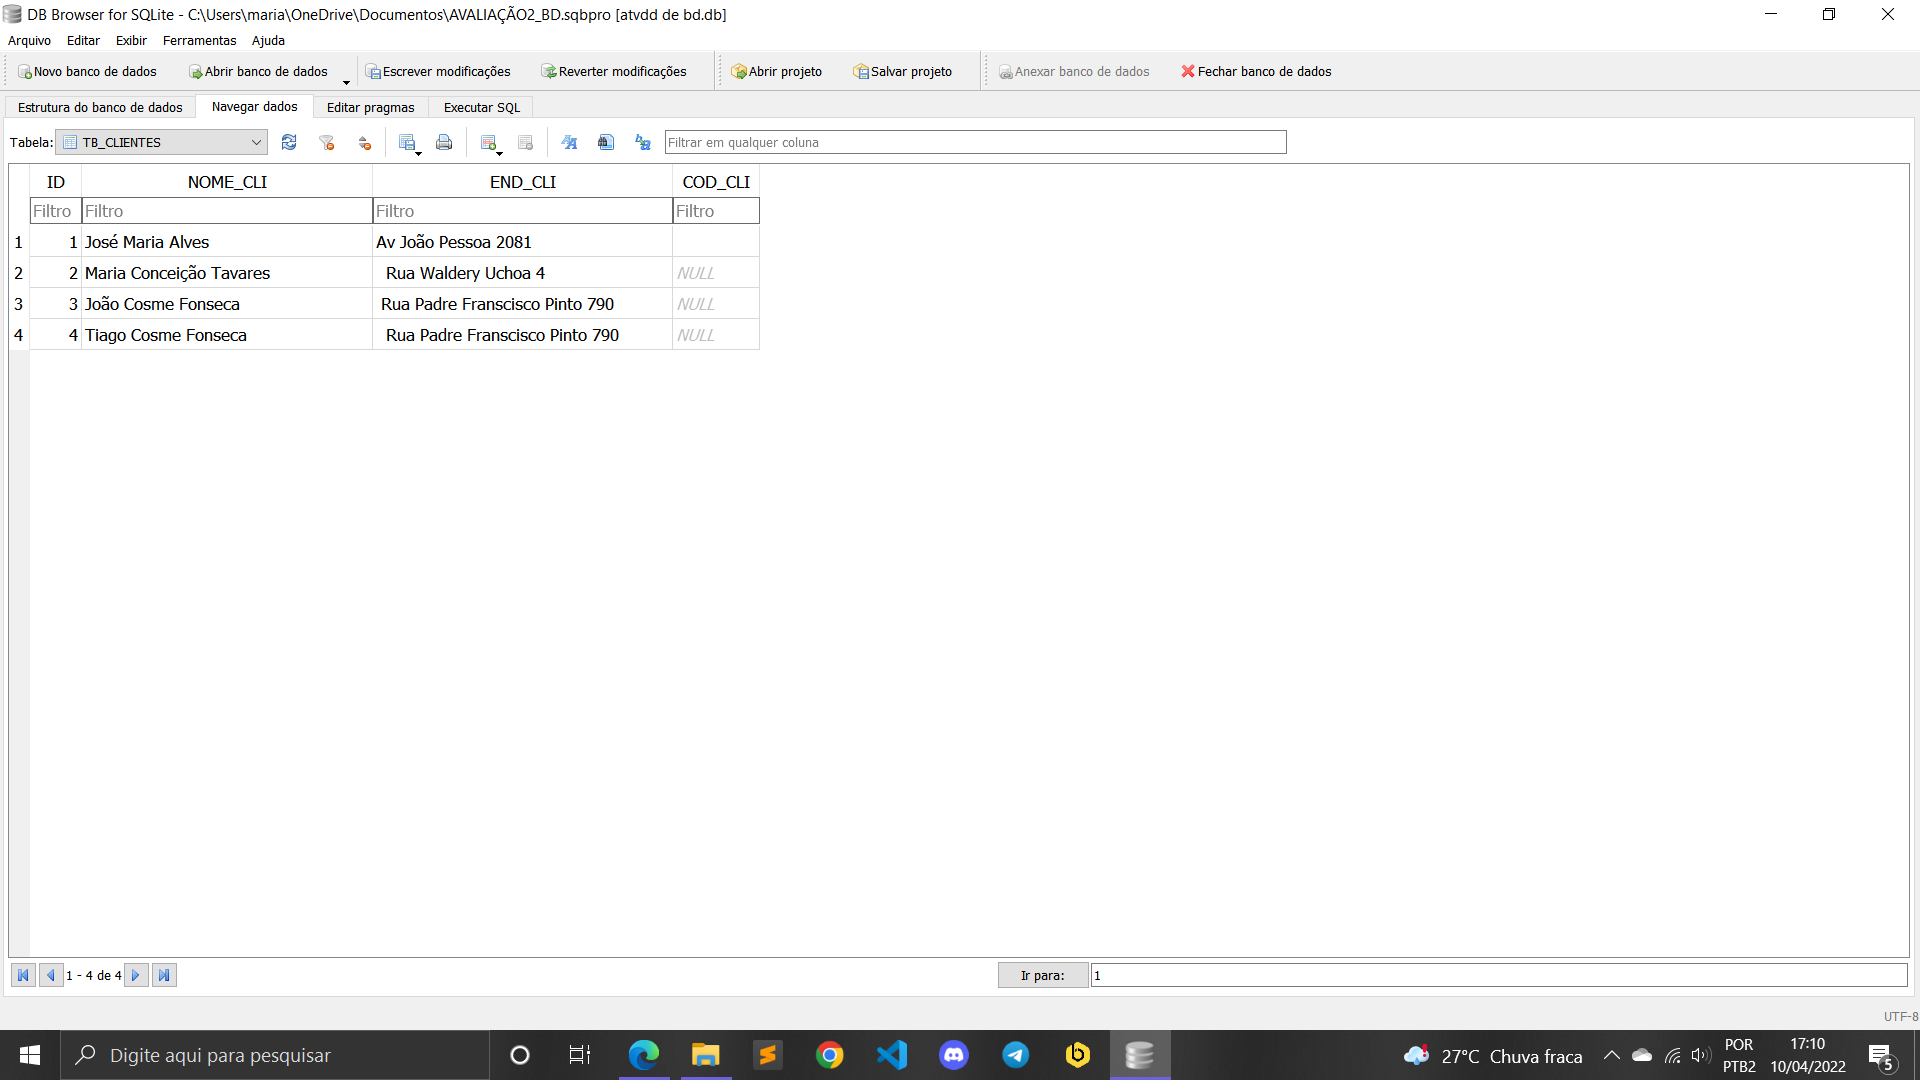 DB Browser for SQLite - C:\Users\maria\OneDrive\Documentos\AVALIAÇÃO2_BD.sqbpro [atvdd de bd.db]
Arquivo Editar Exibir Ferramentas Ajuda
Novo banco de dados Abrir banco de dados Escrever modificações Reverter modificações Abrir projeto Salvar projeto Anexar banco de dados Fechar banco de dados
Estrutura do banco de dados Navegar dados Editar pragmas Executar SQL
Tabela: TB_CLIENTES Filtrar em qualquer coluna
ID NOME_CLI END_CLI COD_CLI
Filtro Filtro Filtro Filtro
1 1 José Maria Alves Av João Pessoa 2081
2 2 Maria Conceição Tavares Rua Waldery Uchoa 4 NULL
3 3 João Cosme Fonseca Rua Padre Franscisco Pinto 790 NULL
4 4 Tiago Cosme Fonseca Rua Padre Franscisco Pinto 790 NULL
1 - 4 de 4 Ir para: 1
UTF-8
Digite aqui para pesquisar 27°C Chuva fraca POR 17:10
PTB2 10/04/2022 5